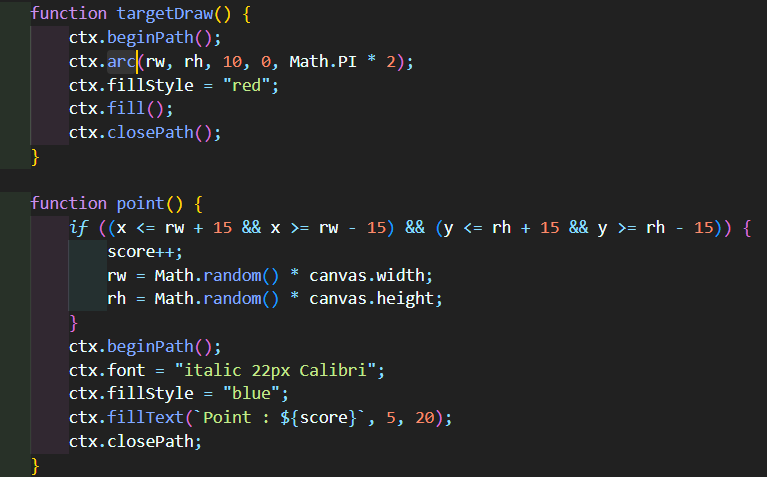 function targetDraw() {
ctx.beginPath();
ctx.arc(rw, rh, 10, 0, Math.PI * 2);
ctx.fillStyle = "red";
ctx.fill();
ctx.closePath();
}
function point() {
if ((x <= rw + 15 && x >= rw - 15) && (y <= rh + 15 && y >= rh - 15)) {
score++;
rw = Math.random() * canvas.width;
rh = Math.random() * canvas.height;
}
ctx.beginPath();
ctx.font = "italic 22px Calibri";
ctx.fillStyle = "blue";
ctx.fillText(`Point : ${score}`, 5, 20);
ctx.closePath;
}